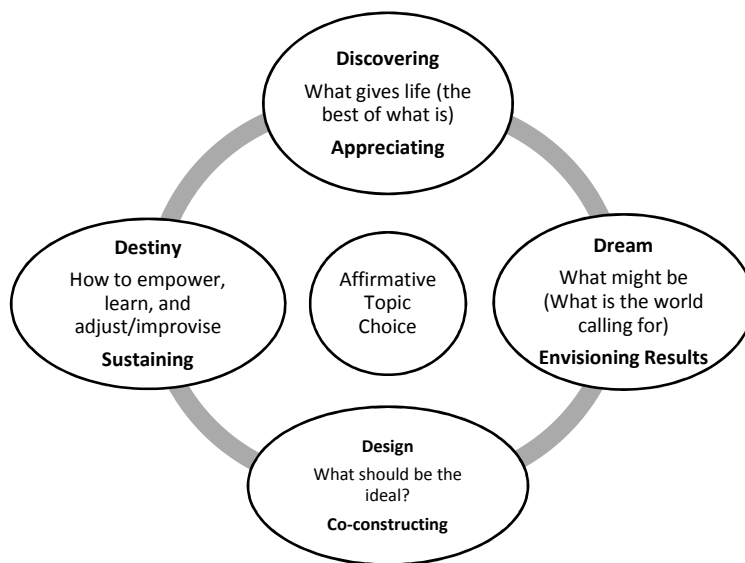 Discovering
What gives life (the
best of what is)
Appreciating
Destiny
How to empower,
learn, and
adjust/improvise
Sustaining
Affirmative
Topic
Choice
Dream
What might be
(What is the world
calling for)
Envisioning Results
Design
What should be the
ideal?
Co-constructing